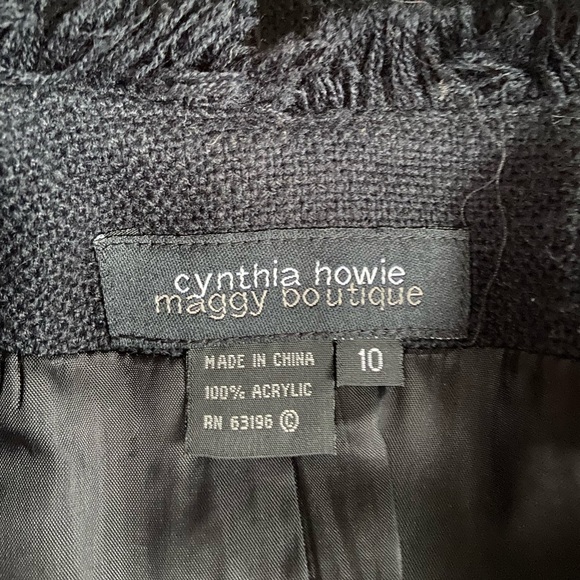 cynthia howie
maggy boutique
MADE IN CHINA
100% ACRYLIC
RN 63196 ©
10